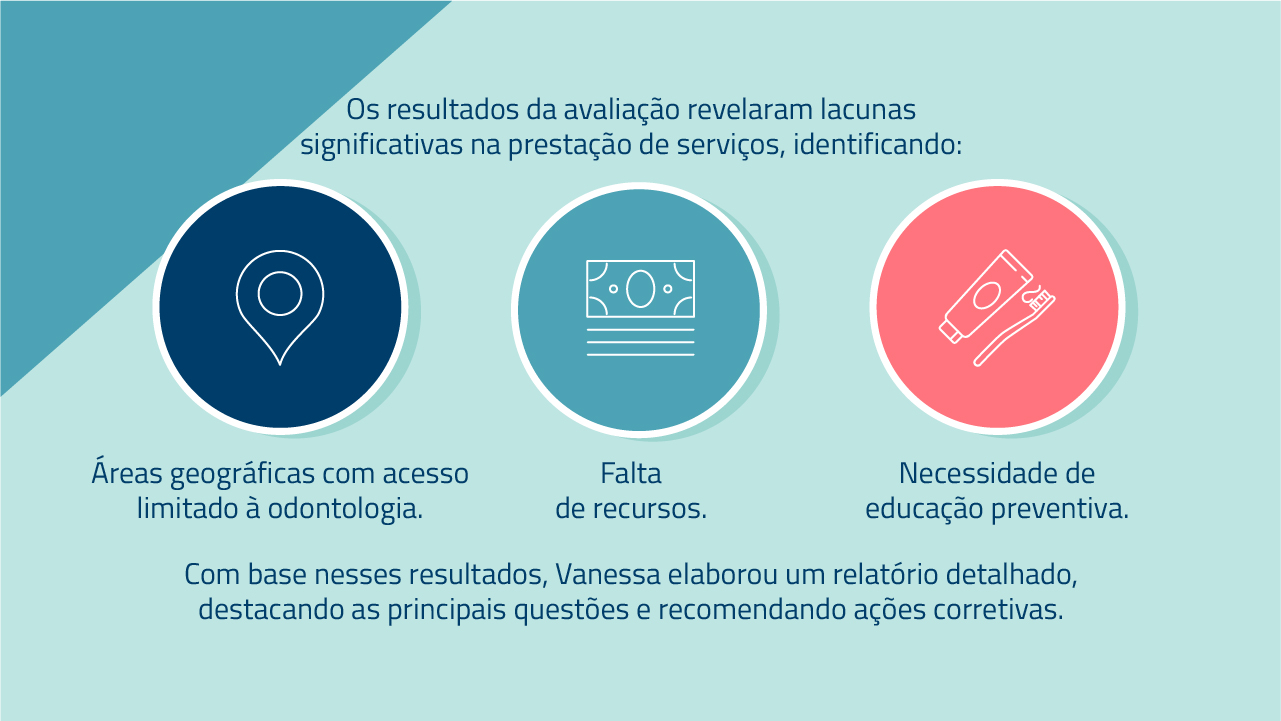 Os resultados da avaliação revelaram lacunas
significativas na prestação de serviços, identificando:
Áreas geográficas com acesso
limitado à odontologia.
Falta
de recursos.
Necessidade de
educação preventiva.
Com base nesses resultados, Vanessa elaborou um relatório detalhado,
destacando as principais questões e recomendando ações corretivas.